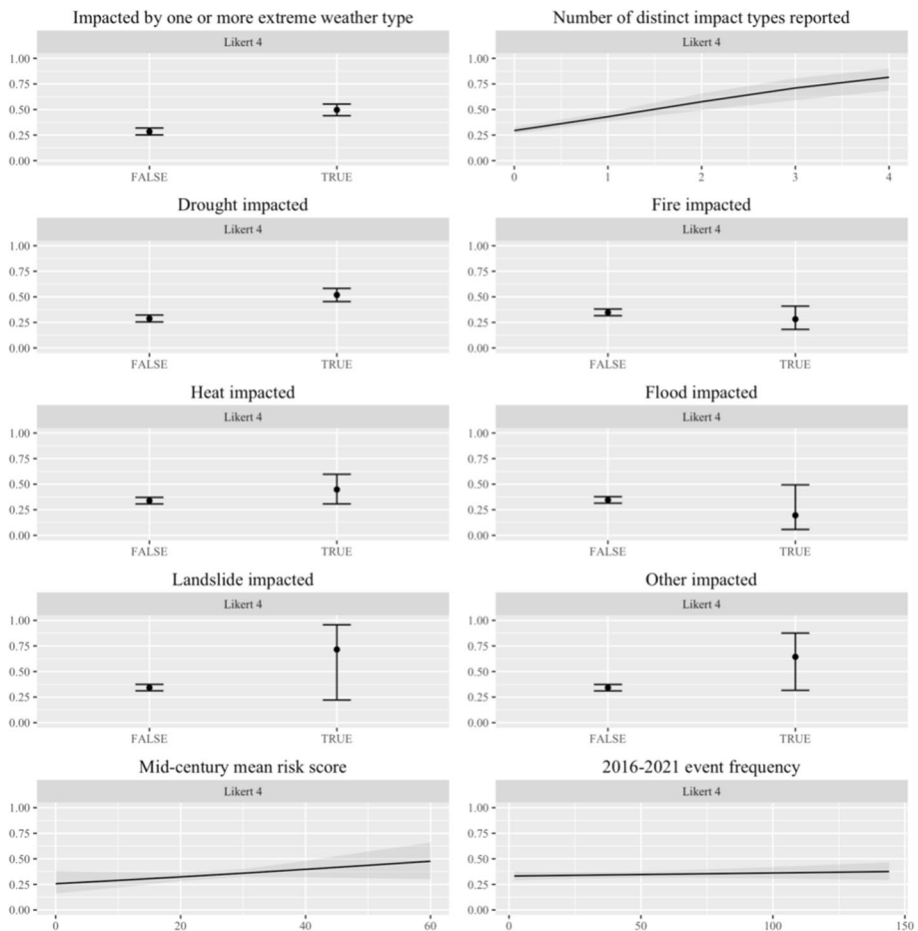 Impacted by one or more extreme weather type
Likert 4
1.00
0.75
0.50
0.25
0.00
FALSE TRUE
Number of distinct impact types reported
Likert 4
1.00
0.75
0.50
0.25
0.00
0 1 2 3 4
Drought impacted
Likert 4
1.00
0.75
0.50
0.25
0.00
FALSE TRUE
Fire impacted
Likert 4
1.00
0.75
0.50
0.25
0.00
FALSE TRUE
Heat impacted
Likert 4
1.00
0.75
0.50
0.25
0.00
FALSE TRUE
Flood impacted
Likert 4
1.00
0.75
0.50
0.25
0.00
FALSE TRUE
Landslide impacted
Likert 4
1.00
0.75
0.50
0.25
0.00
FALSE TRUE
Other impacted
Likert 4
1.00
0.75
0.50
0.25
0.00
FALSE TRUE
Mid-century mean risk score
Likert 4
1.00
0.75
0.50
0.25
0.00
0 20 40 60
2016-2021 event frequency
Likert 4
1.00
0.75
0.50
0.25
0.00
0 50 100 150